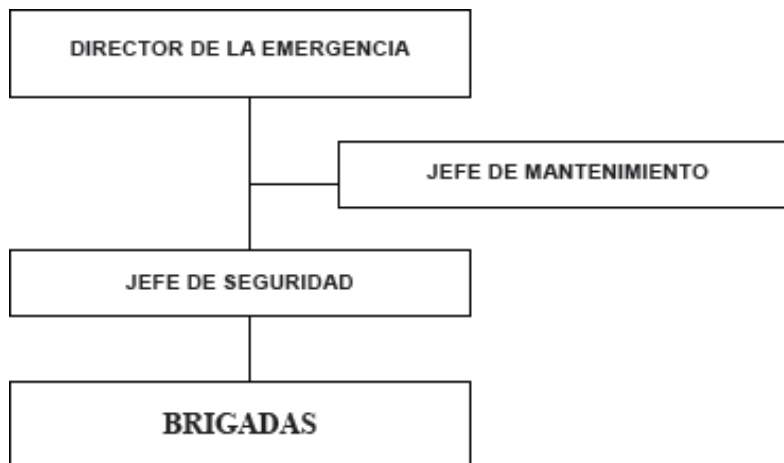 DIRECTOR DE LA EMERGENCIA
JEFE DE MANTENIMIENTO
JEFE DE SEGURIDAD
BRIGADAS